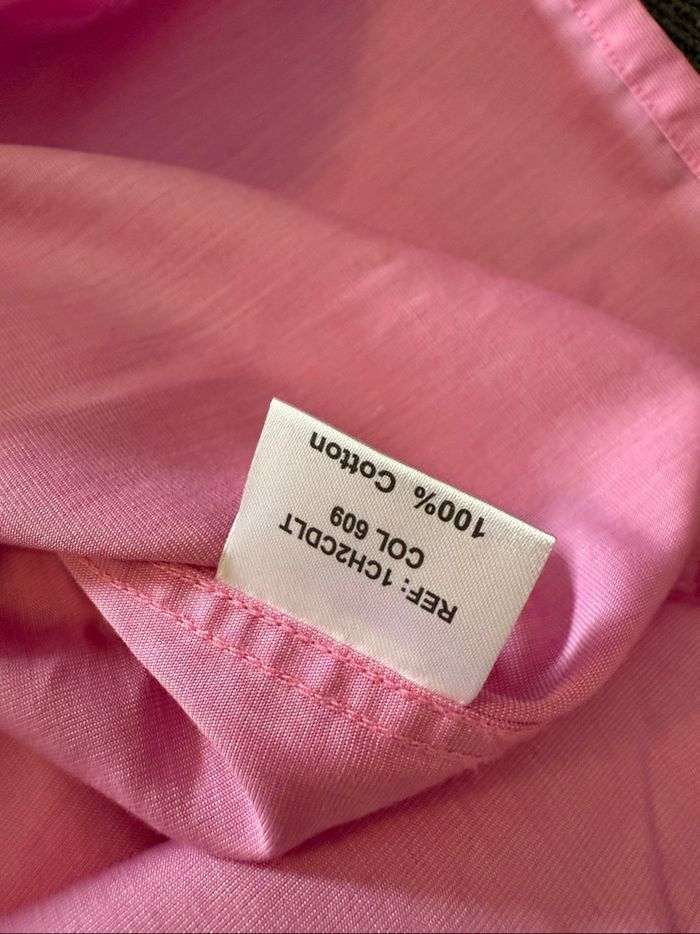 REF: 1CH2CDLT
COL 609
100% Cotton